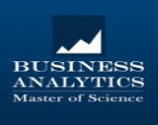 BUSINESS
ANALYTICS
Master of Science